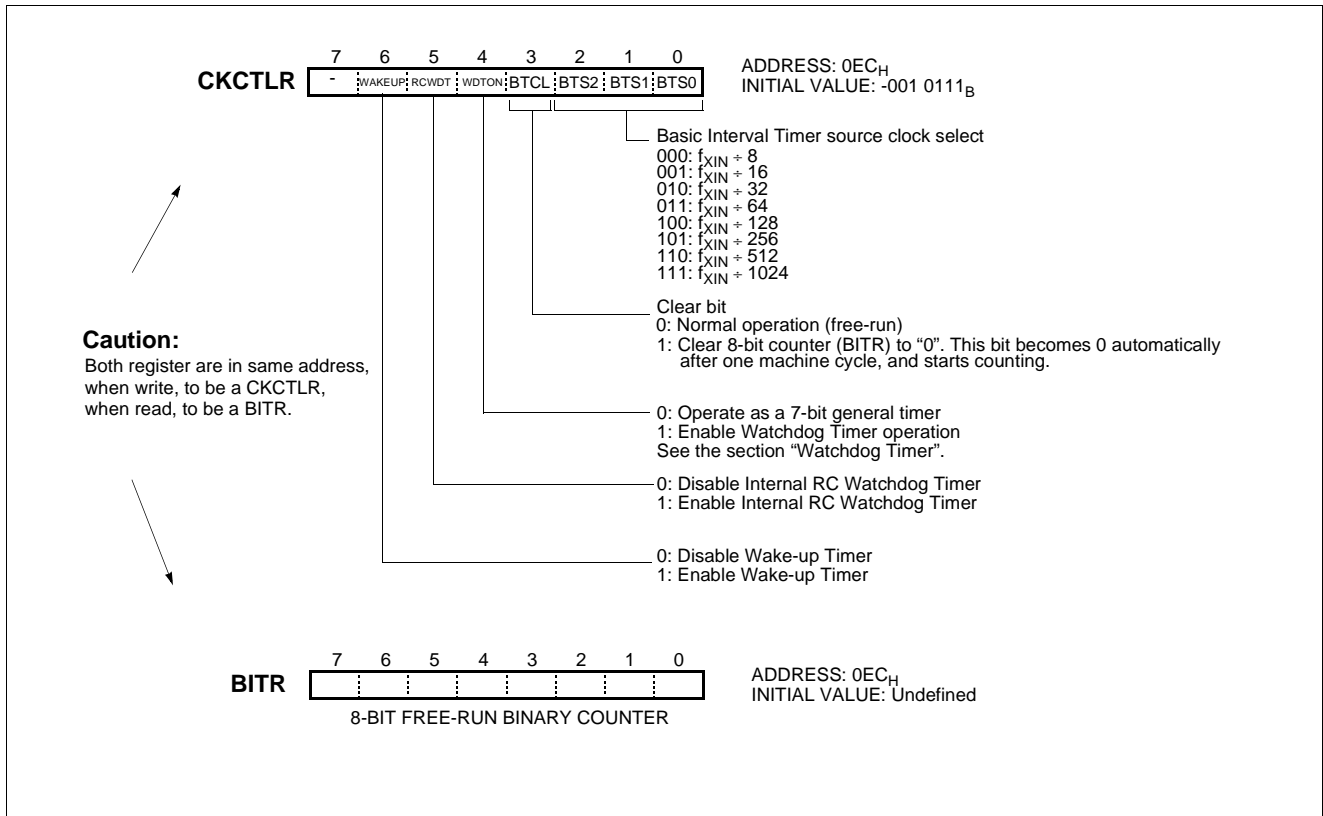 7 6 5 4 3 2 1 0
CKCTLR - WAKEUP RCWDT WDTON BTCL BTS2 BTS1 BTS0
ADDRESS: 0ECH
INITIAL VALUE: -001 0111B
Basic Interval Timer source clock select
000: fXIN ÷ 8
001: fXIN ÷ 16
010: fXIN ÷ 32
011: fXIN ÷ 64
100: fXIN ÷ 128
101: fXIN ÷ 256
110: fXIN ÷ 512
111: fXIN ÷ 1024
Clear bit
0: Normal operation (free-run)
1: Clear 8-bit counter (BITR) to “0”. This bit becomes 0 automatically
after one machine cycle, and starts counting.
Caution:
Both register are in same address,
when write, to be a CKCTLR,
when read, to be a BITR.
0: Operate as a 7-bit general timer
1: Enable Watchdog Timer operation
See the section “Watchdog Timer”.
0: Disable Internal RC Watchdog Timer
1: Enable Internal RC Watchdog Timer
0: Disable Wake-up Timer
1: Enable Wake-up Timer
7 6 5 4 3 2 1 0
BITR
ADDRESS: 0ECH
INITIAL VALUE: Undefined
8-BIT FREE-RUN BINARY COUNTER